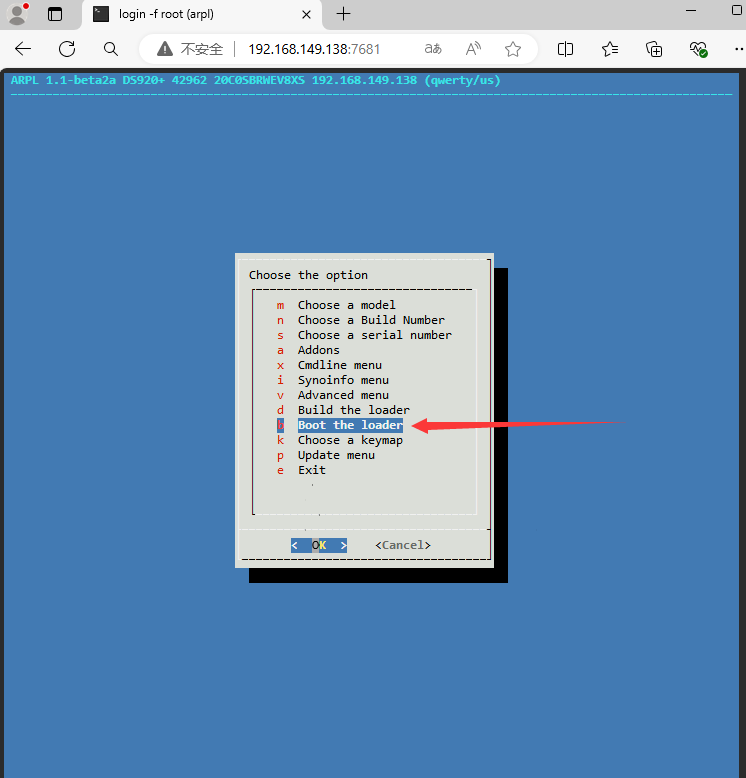 login -f root (arpl)
不安全 192.168.149.138:7681
ARPL 1.1-beta2a DS920+ 42962 20C0SBRWEV8XS 192.168.149.138 (qwerty/us)
Choose the option
m Choose a model
n Choose a Build Number
s Choose a serial number
a Addons
x Cmdline menu
i Synoinfo menu
v Advanced menu
d Build the loader
b Boot the loader
k Choose a keymap
p Update menu
e Exit
< OK > <Cancel>